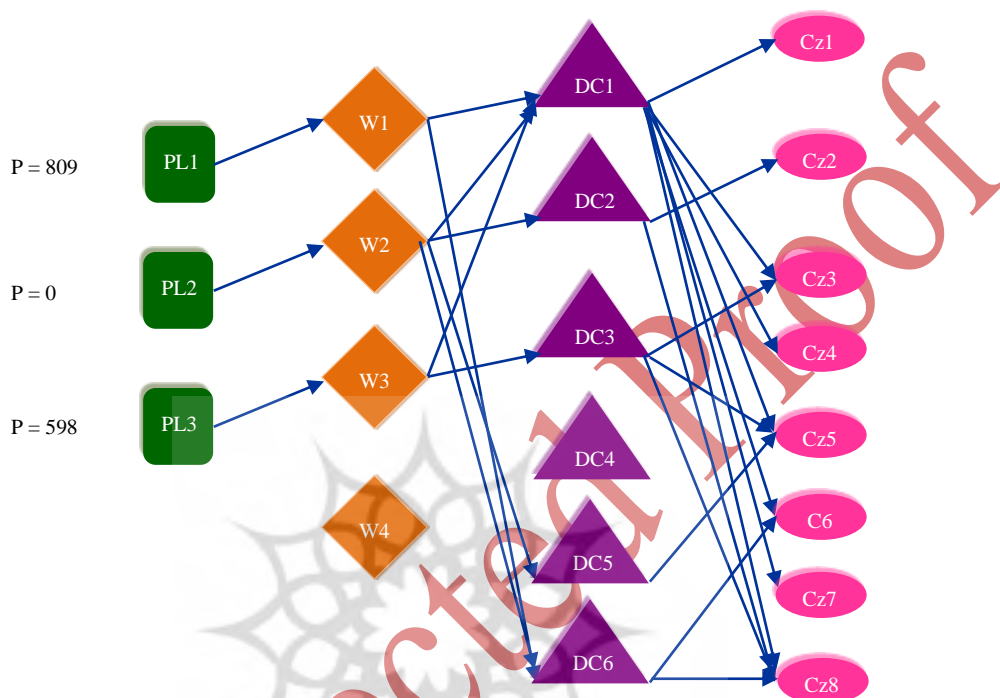 P = 809
P = 0
P = 598
PL1
PL2
PL3
W1
W2
W3
W4
DC1
DC2
DC3
DC4
DC5
DC6
Cz1
Cz2
Cz3
Cz4
Cz5
C6
Cz7
Cz8
cted proof